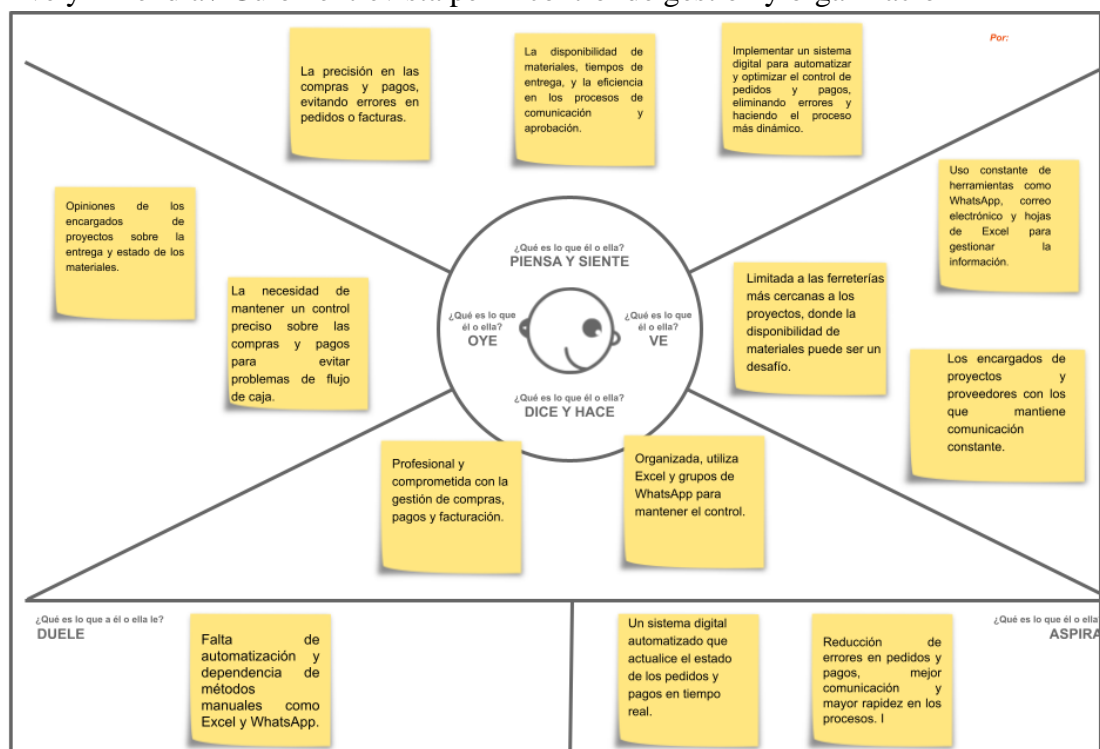 Por:
La precisión en las
compras y pagos,
evitando errores en
pedidos o facturas.
La disponibilidad de
materiales, tiempos de
entrega, y la eficiencia
en los procesos de
comunicación y
aprobación.
Implementar un sistema
digital para automatizar
y optimizar el control de
pedidos y pagos,
eliminando errores y
haciendo el proceso
más dinámico.
Opiniones de los
encargados de
proyectos sobre la
entrega y estado de los
materiales.
La necesidad de
mantener un control
preciso sobre las
compras y pagos
para evitar
problemas de flujo
de caja.
¿Qué es lo que él o ella?
PIENSA Y SIENTE
¿Qué es lo que
él o ella?
OYE
¿Qué es lo que
él o ella?
VE
¿Qué es lo que él o ella?
DICE Y HACE
Limitada a las ferreterías
más cercanas a los
proyectos, donde la
disponibilidad de
materiales puede ser un
desafío.
Uso constante de
herramientas como
WhatsApp, correo
electrónico y hojas
de Excel para
gestionar la
información.
Los encargados de
proyectos y
proveedores con los
que mantiene
comunicación
constante.
Profesional y
comprometida con la
gestión de compras,
pagos y facturación.
Organizada, utiliza
Excel y grupos de
WhatsApp para
mantener el control.
¿Qué es lo que a él o ella le?
DUELE
Falta de
automatización y
dependencia de
métodos
manuales como
Excel y WhatsApp.
Un sistema digital
automatizado que
actualice el estado
de los pedidos y
pagos en tiempo
real.
Reducción de
errores en pedidos y
pagos, mejor
comunicación y
mayor rapidez en los
procesos. I
¿Qué es lo que él o ella
ASPIRA